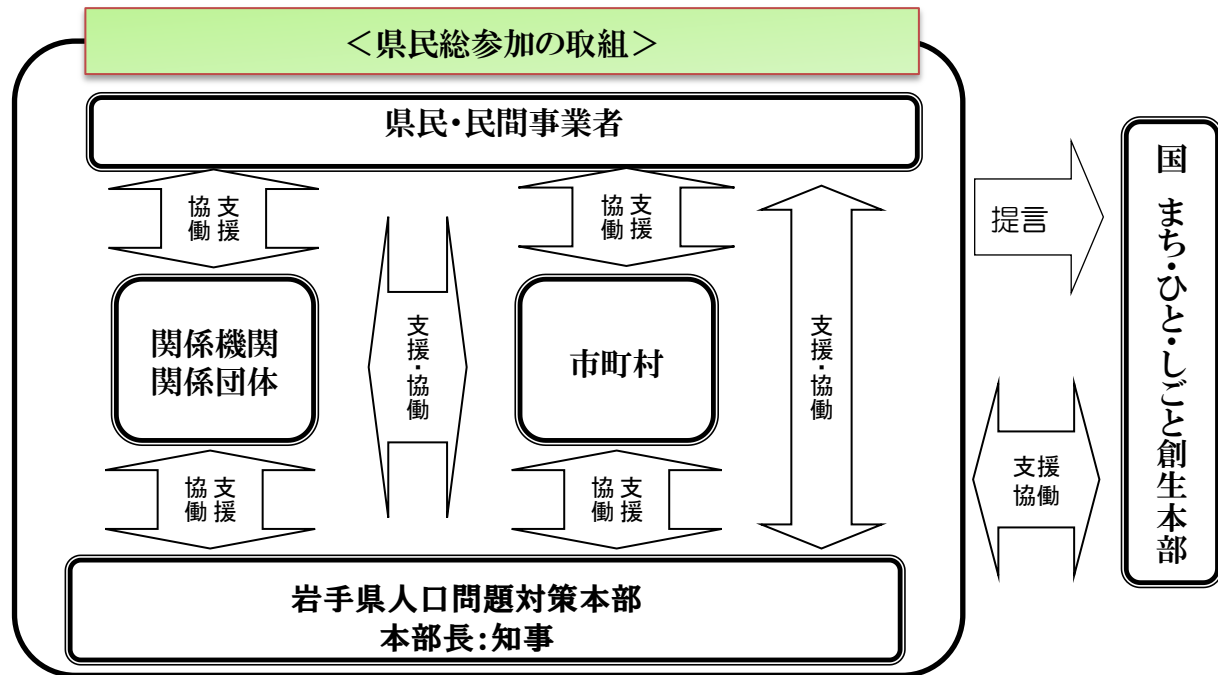 ＜県民総参加の取組＞
県民・民間事業者
支援
協働
支援
協働
関係機関
関係団体
支援・協働
市町村
支援・協働
支援
協働
支援
協働
岩手県人口問題対策本部
本部長:知事
提言
支援
協働
国　まち・ひと・しごと創生本部